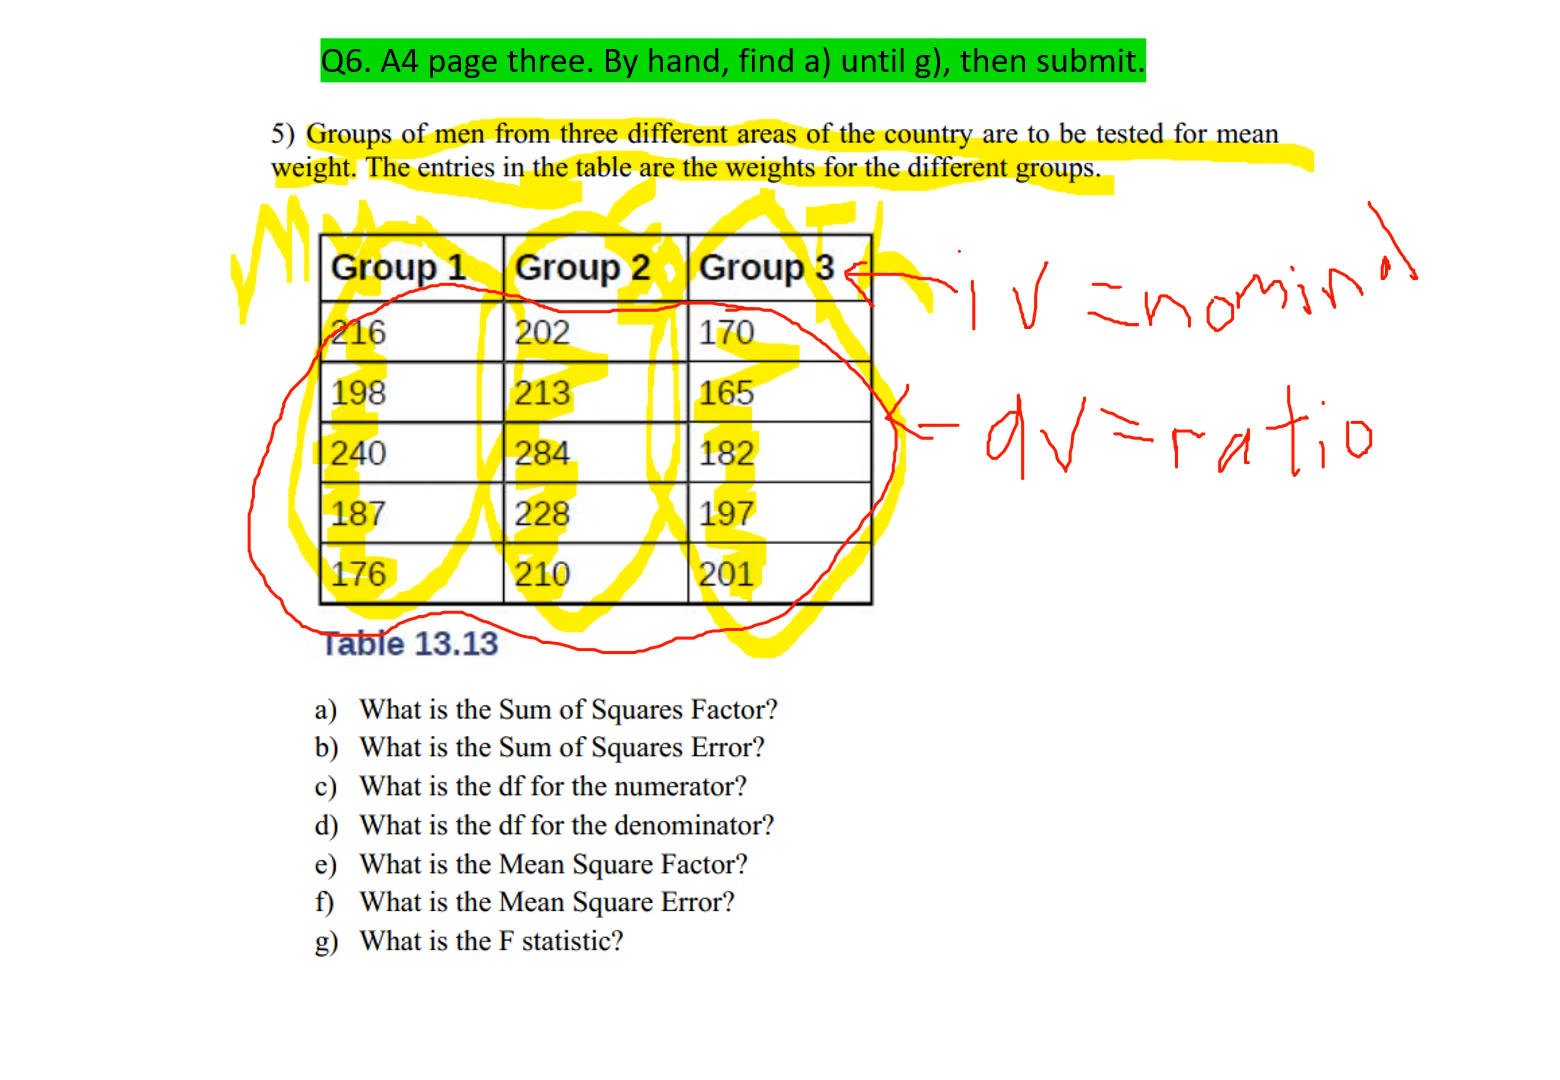 Q6. A4 page three. By hand, find a) until g), then submit.
5) Groups of men from three different areas of the country are to be tested for mean
weight. The entries in the table are the weights for the different groups.
Group 1 Group 2 Group 3
216 202 170
198 213 165
240 284 182
187 228 197
176 210 201
iv = nominal
dv = ratio
Table 13.13
a) What is the Sum of Squares Factor?
b) What is the Sum of Squares Error?
c) What is the df for the numerator?
d) What is the df for the denominator?
e) What is the Mean Square Factor?
f) What is the Mean Square Error?
g) What is the F statistic?